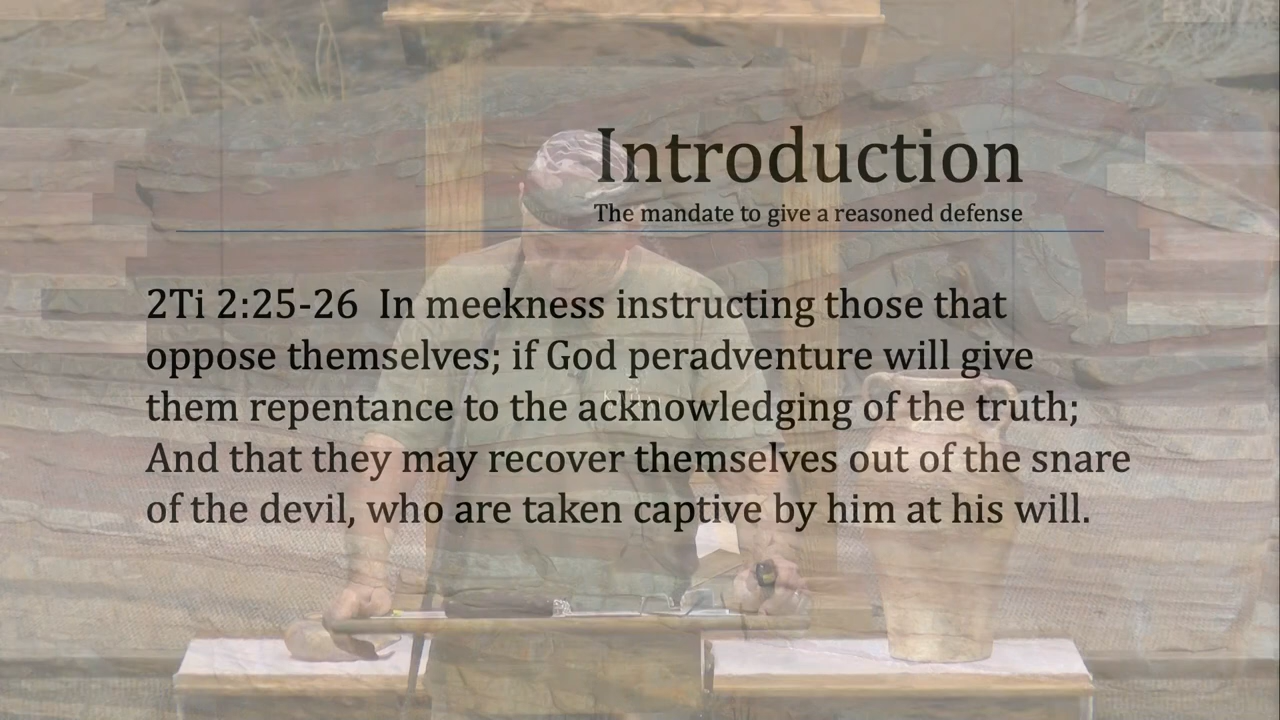 Introduction
The mandate to give a reasoned defense
2Ti 2:25-26  In meekness instructing those that
oppose themselves; if God peradventure will give
them repentance to the acknowledging of the truth;
And that they may recover themselves out of the snare
of the devil, who are taken captive by him at his will.